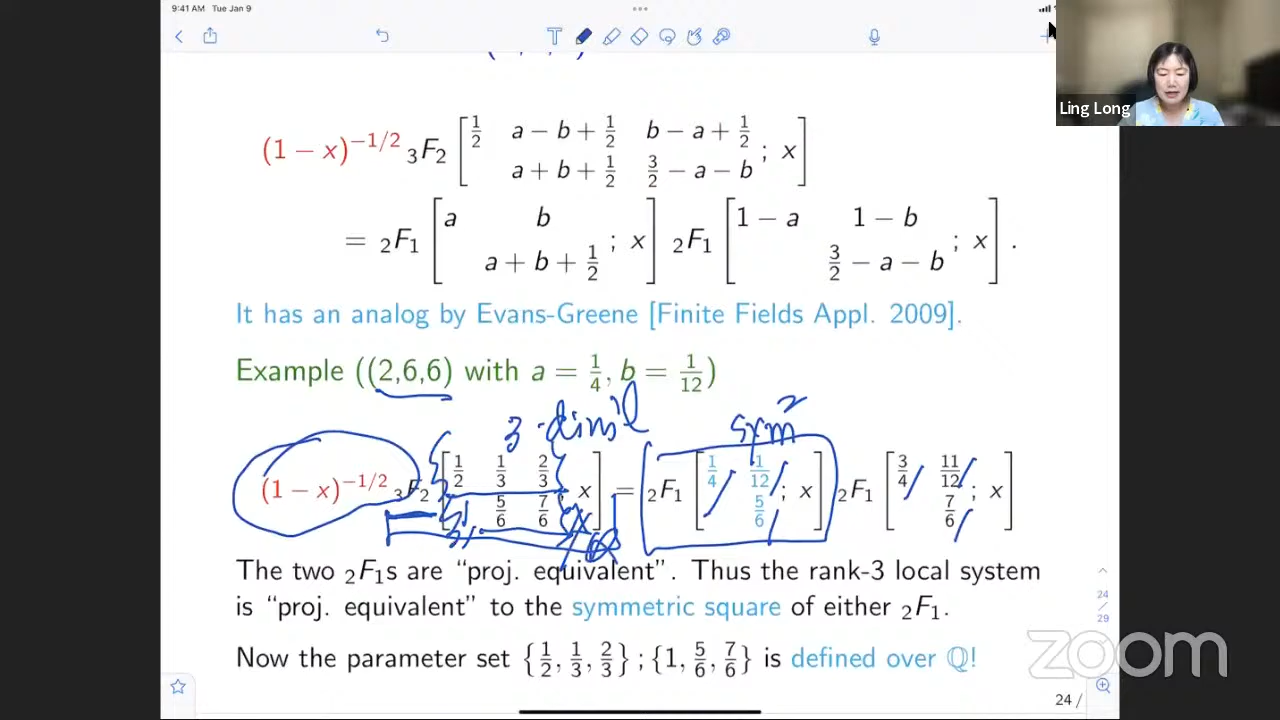 9:41 AM Tue Jan 9
Ling Long
(1 − x)^{−1/2} ₃F₂ [ 1/2 a − b + 1/2 b − a + 1/2 ; a + b + 1/2 3/2 − a − b ; x ]
= ₂F₁ [ a b ; a + b + 1/2 ; x ] ₂F₁ [ 1 − a 1 − b ; 3/2 − a − b ; x ] .
It has an analog by Evans-Greene [Finite Fields Appl. 2009].
Example ((2,6,6) with a = 1/4, b = 1/12)
3-dim'l sym²
(1 − x)^{−1/2} ₃F₂ [ 1/2 1/3 2/3 ; 5/6 7/6 ; x ] = ₂F₁ [ 1/4 1/12 ; 5/6 ; x ] ₂F₁ [ 3/4 11/12 ; 7/6 ; x ]
The two ₂F₁s are "proj. equivalent". Thus the rank-3 local system
is "proj. equivalent" to the symmetric square of either ₂F₁.
Now the parameter set {1/2, 1/3, 2/3} ; {1, 5/6, 7/6} is defined over ℚ!
24 / 29
zoom
24 /